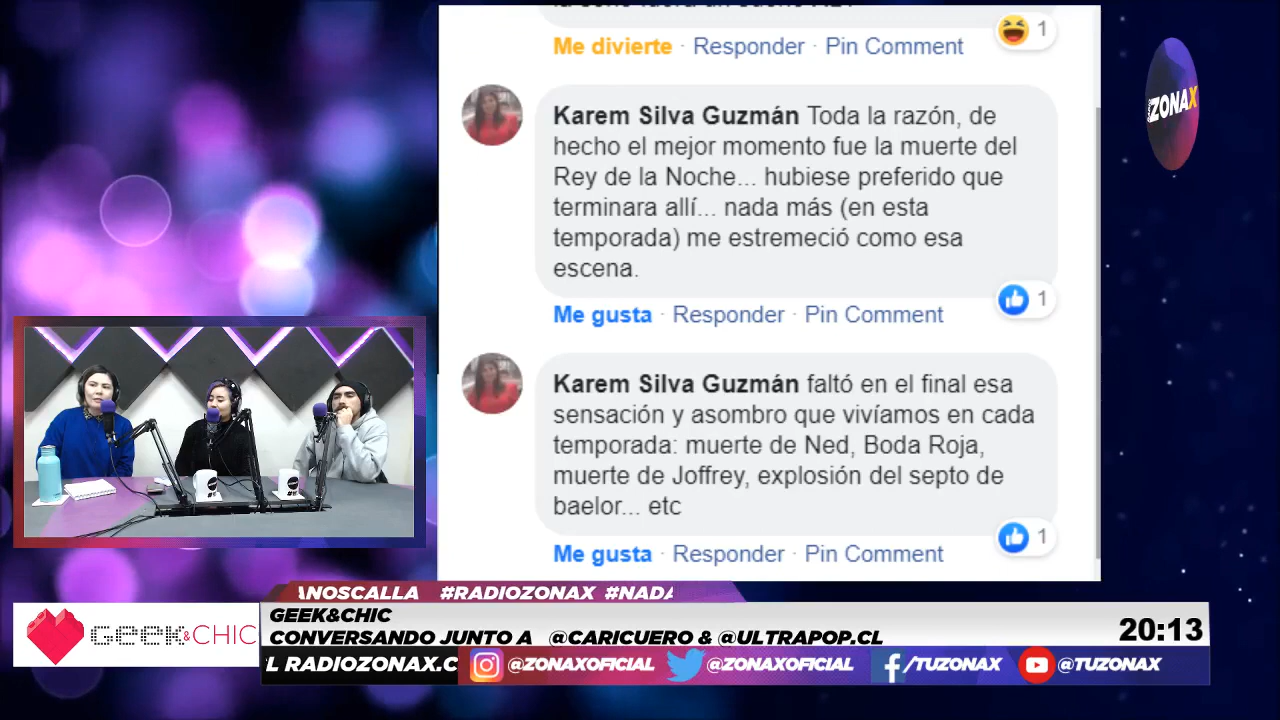 Me divierte · Responder · Pin Comment
1
Karem Silva Guzmán Toda la razón, de
hecho el mejor momento fue la muerte del
Rey de la Noche... hubiese preferido que
terminara allí... nada más (en esta
temporada) me estremeció como esa
escena.
1
Me gusta · Responder · Pin Comment
Karem Silva Guzmán faltó en el final esa
sensación y asombro que vivíamos en cada
temporada: muerte de Ned, Boda Roja,
muerte de Joffrey, explosión del septo de
baelor... etc
1
Me gusta · Responder · Pin Comment
ZONAX
NOSCALLA #RADIOZONAX #NADA
GEEK&CHIC
GEEK&CHIC
CONVERSANDO JUNTO A @CARICUERO & @ULTRAPOP.CL
20:13
L RADIOZONAX.C
@ZONAXOFICIAL
@ZONAXOFICIAL
/TUZONAX
@TUZONAX